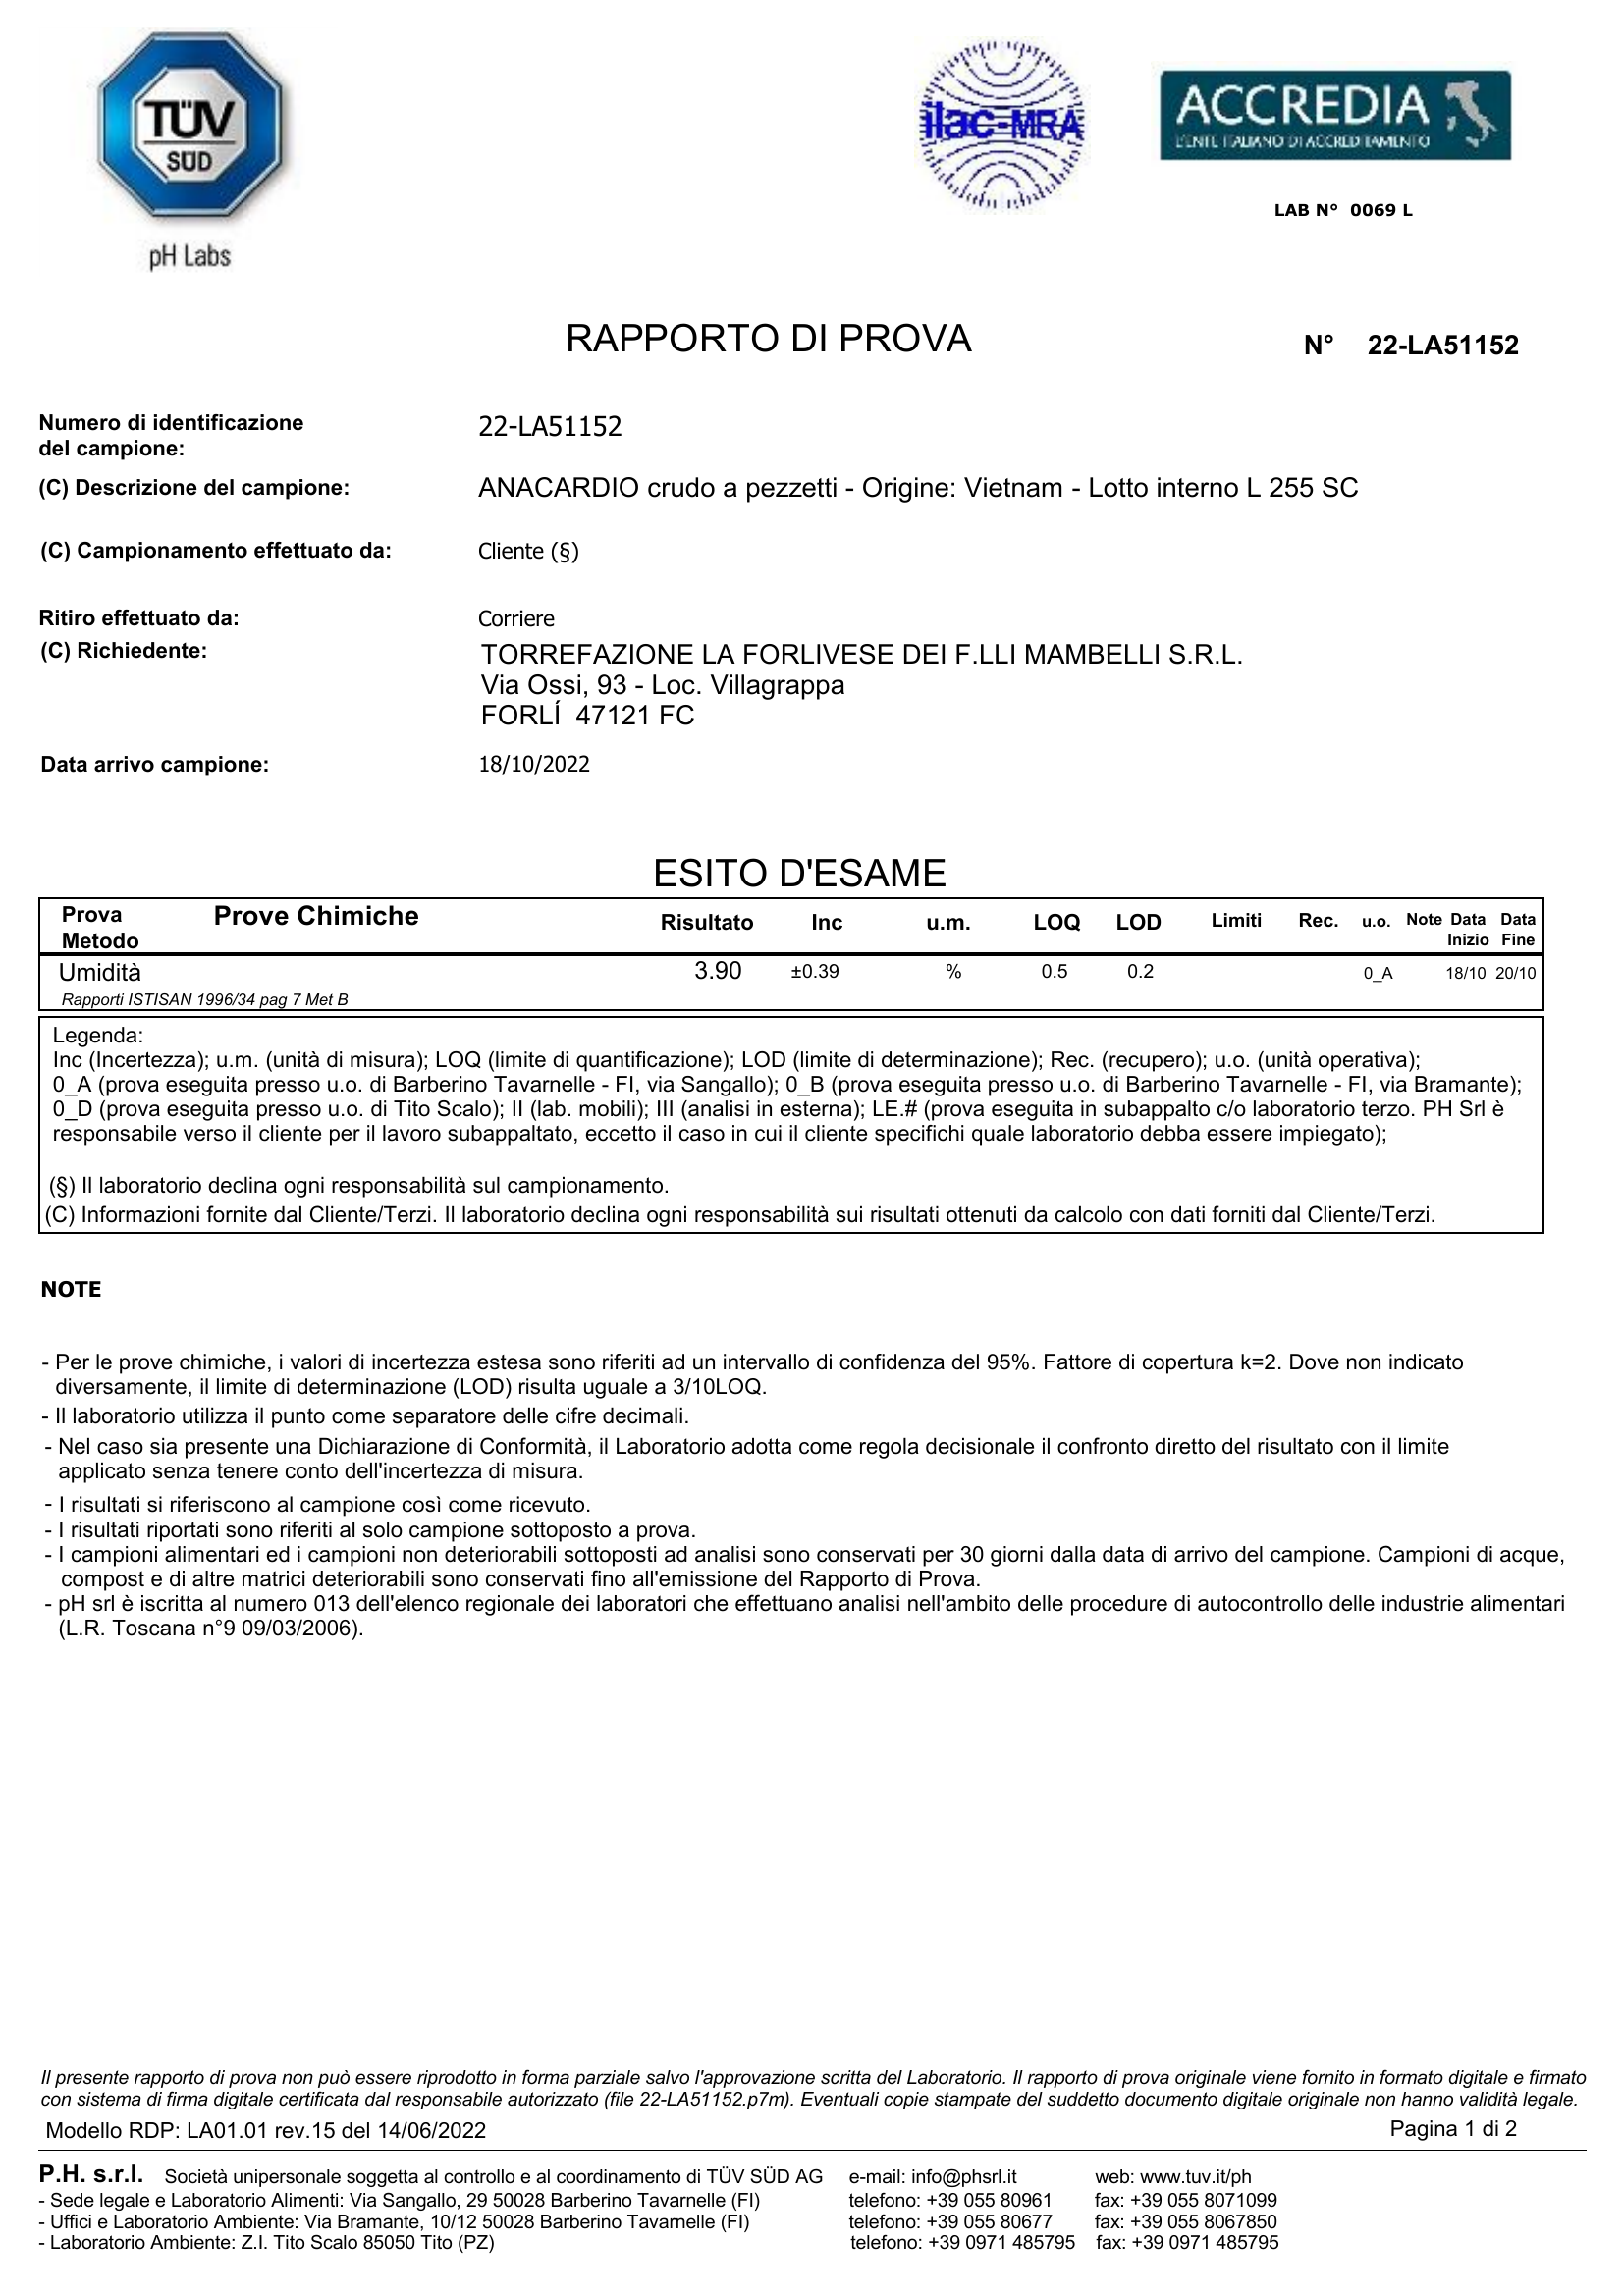 TÜV
SÜD
pH Labs
ilac-MRA
ACCREDIA
L'ENTE ITALIANO DI ACCREDITAMENTO
LAB N° 0069 L
RAPPORTO DI PROVA N° 22-LA51152
Numero di identificazione
del campione: 22-LA51152
(C) Descrizione del campione: ANACARDIO crudo a pezzetti - Origine: Vietnam - Lotto interno L 255 SC
(C) Campionamento effettuato da: Cliente (§)
Ritiro effettuato da: Corriere
(C) Richiedente: TORREFAZIONE LA FORLIVESE DEI F.LLI MAMBELLI S.R.L.
Via Ossi, 93 - Loc. Villagrappa
FORLÍ 47121 FC
Data arrivo campione: 18/10/2022
ESITO D'ESAME
Prova Prove Chimiche Risultato Inc u.m. LOQ LOD Limiti Rec. u.o. Note Data Data
Metodo Inizio Fine
Umidità 3.90 ±0.39 % 0.5 0.2 0_A 18/10 20/10
Rapporti ISTISAN 1996/34 pag 7 Met B
Legenda:
Inc (Incertezza); u.m. (unità di misura); LOQ (limite di quantificazione); LOD (limite di determinazione); Rec. (recupero); u.o. (unità operativa);
0_A (prova eseguita presso u.o. di Barberino Tavarnelle - FI, via Sangallo); 0_B (prova eseguita presso u.o. di Barberino Tavarnelle - FI, via Bramante);
0_D (prova eseguita presso u.o. di Tito Scalo); II (lab. mobili); III (analisi in esterna); LE.# (prova eseguita in subappalto c/o laboratorio terzo. PH Srl è
responsabile verso il cliente per il lavoro subappaltato, eccetto il caso in cui il cliente specifichi quale laboratorio debba essere impiegato);
(§) Il laboratorio declina ogni responsabilità sul campionamento.
(C) Informazioni fornite dal Cliente/Terzi. Il laboratorio declina ogni responsabilità sui risultati ottenuti da calcolo con dati forniti dal Cliente/Terzi.
NOTE
- Per le prove chimiche, i valori di incertezza estesa sono riferiti ad un intervallo di confidenza del 95%. Fattore di copertura k=2. Dove non indicato
diversamente, il limite di determinazione (LOD) risulta uguale a 3/10LOQ.
- Il laboratorio utilizza il punto come separatore delle cifre decimali.
- Nel caso sia presente una Dichiarazione di Conformità, il Laboratorio adotta come regola decisionale il confronto diretto del risultato con il limite
applicato senza tenere conto dell'incertezza di misura.
- I risultati si riferiscono al campione così come ricevuto.
- I risultati riportati sono riferiti al solo campione sottoposto a prova.
- I campioni alimentari ed i campioni non deteriorabili sottoposti ad analisi sono conservati per 30 giorni dalla data di arrivo del campione. Campioni di acque,
compost e di altre matrici deteriorabili sono conservati fino all'emissione del Rapporto di Prova.
- pH srl è iscritta al numero 013 dell'elenco regionale dei laboratori che effettuano analisi nell'ambito delle procedure di autocontrollo delle industrie alimentari
(L.R. Toscana n°9 09/03/2006).
Il presente rapporto di prova non può essere riprodotto in forma parziale salvo l'approvazione scritta del Laboratorio. Il rapporto di prova originale viene fornito in formato digitale e firmato
con sistema di firma digitale certificata dal responsabile autorizzato (file 22-LA51152.p7m). Eventuali copie stampate del suddetto documento digitale originale non hanno validità legale.
Modello RDP: LA01.01 rev.15 del 14/06/2022 Pagina 1 di 2
P.H. s.r.l. Società unipersonale soggetta al controllo e al coordinamento di TÜV SÜD AG e-mail: info@phsrl.it web: www.tuv.it/ph
- Sede legale e Laboratorio Alimenti: Via Sangallo, 29 50028 Barberino Tavarnelle (FI) telefono: +39 055 80961 fax: +39 055 8071099
- Uffici e Laboratorio Ambiente: Via Bramante, 10/12 50028 Barberino Tavarnelle (FI) telefono: +39 055 80677 fax: +39 055 8067850
- Laboratorio Ambiente: Z.I. Tito Scalo 85050 Tito (PZ) telefono: +39 0971 485795 fax: +39 0971 485795